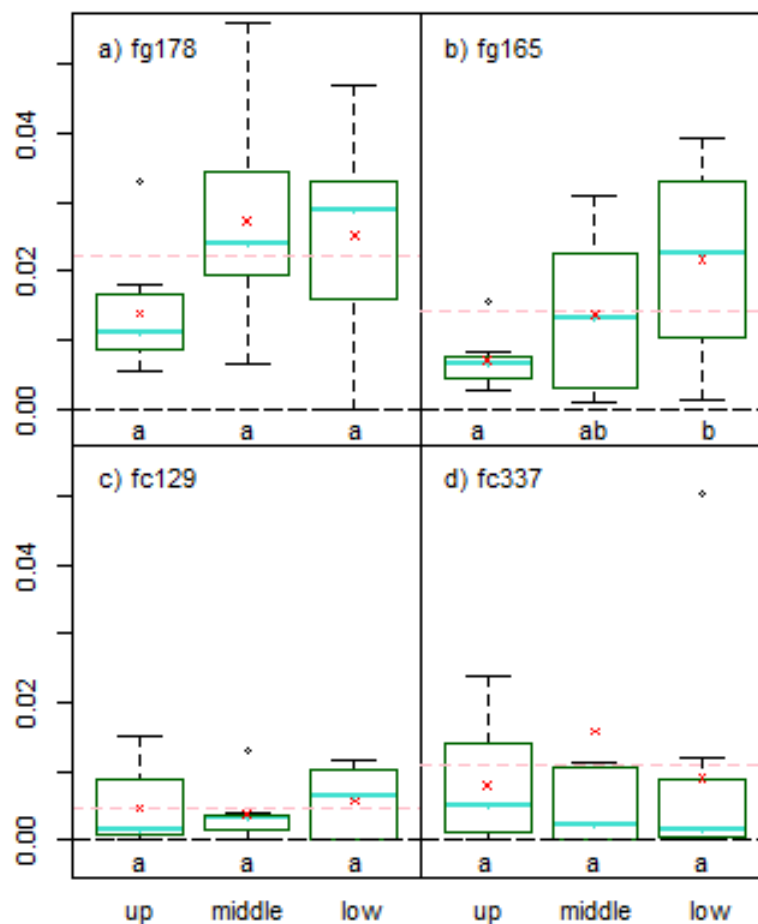 a) fg178
b) fg165
0.04
0.02
0.00
a
a
a
a
ab
b
c) fc129
d) fc337
0.04
0.02
0.00
a
a
a
a
a
a
up
middle
low
up
middle
low